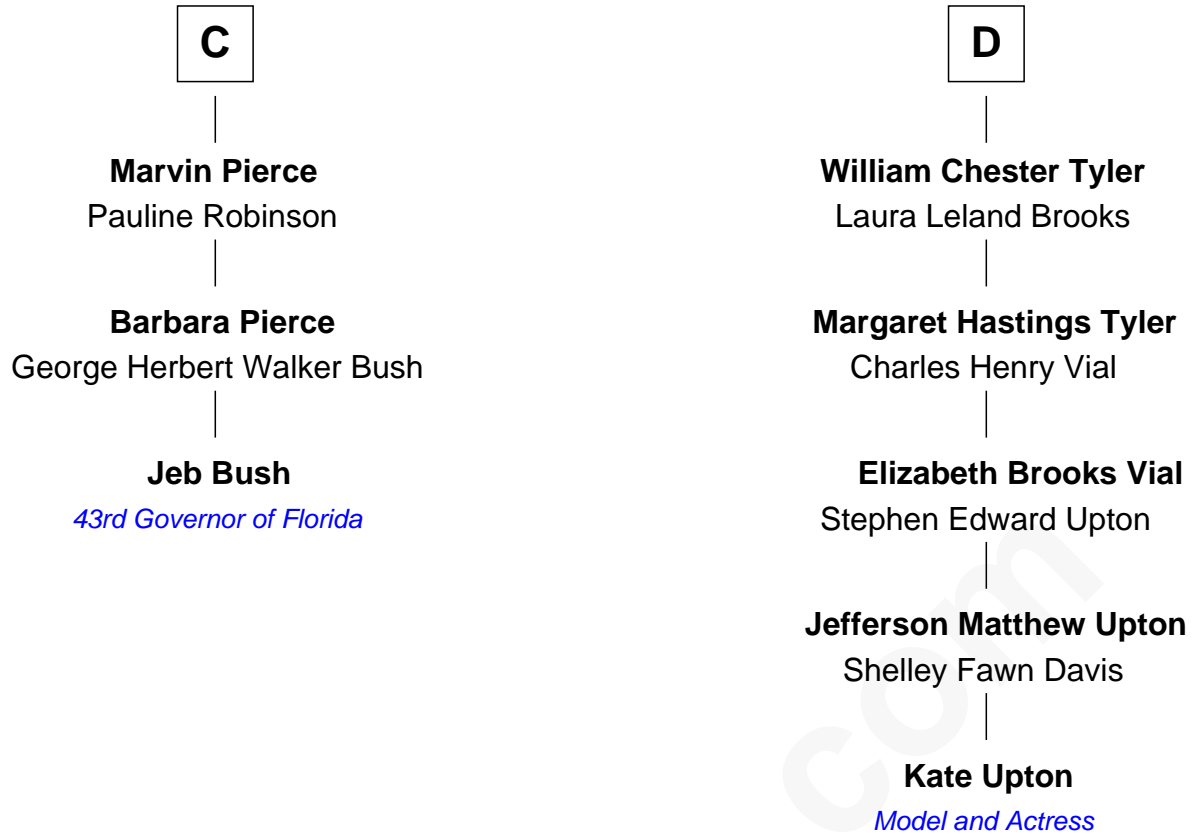 C
Marvin Pierce
Pauline Robinson
Barbara Pierce
George Herbert Walker Bush
Jeb Bush
43rd Governor of Florida
D
William Chester Tyler
Laura Leland Brooks
Margaret Hastings Tyler
Charles Henry Vial
Elizabeth Brooks Vial
Stephen Edward Upton
Jefferson Matthew Upton
Shelley Fawn Davis
Kate Upton
Model and Actress
com